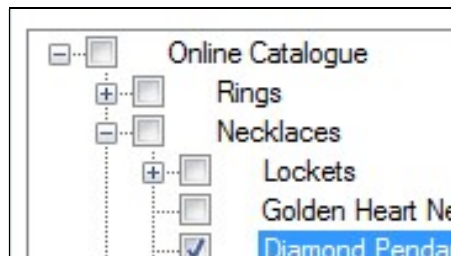 Online Catalogue
Rings
Necklaces
Lockets
Golden Heart Ne
Diamond Penda